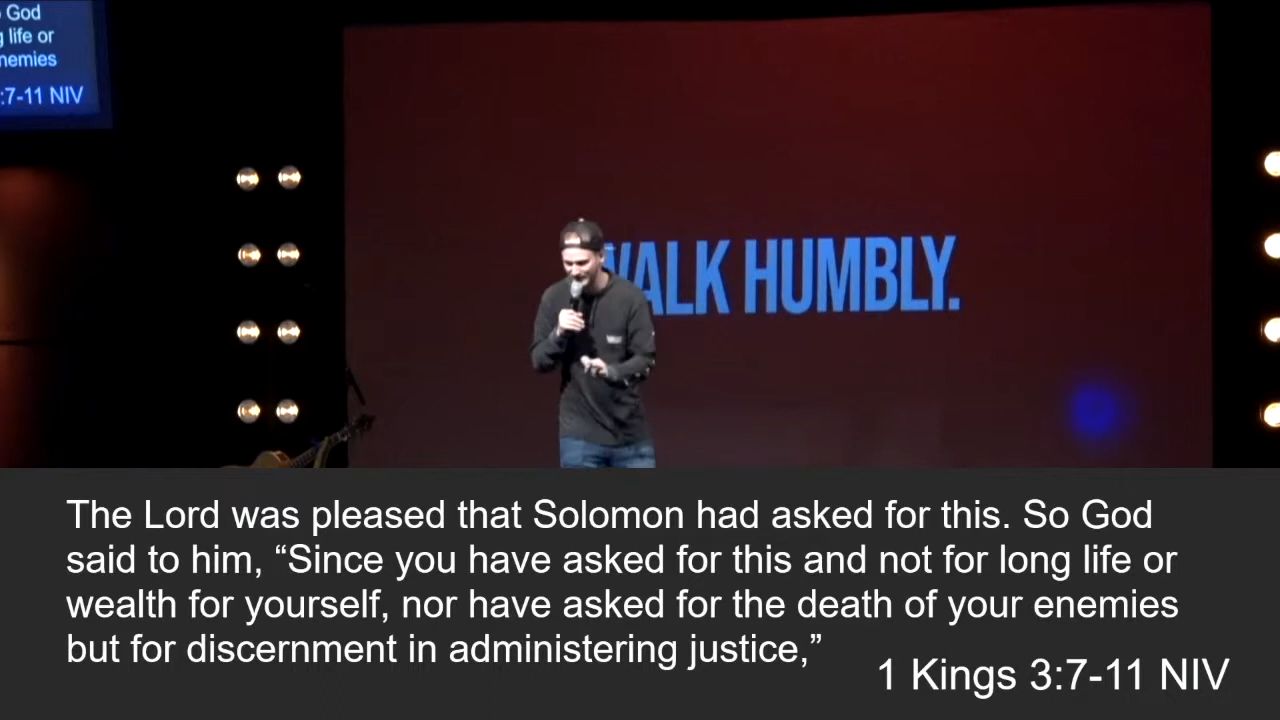 God
life or
nemies
:7-11 NIV
WALK HUMBLY.
The Lord was pleased that Solomon had asked for this. So God
said to him, “Since you have asked for this and not for long life or
wealth for yourself, nor have asked for the death of your enemies
but for discernment in administering justice,”
1 Kings 3:7-11 NIV